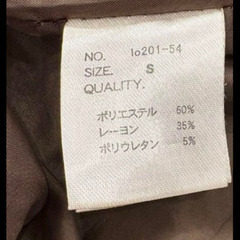 NO. lo201-54
SIZE. S
QUALITY.
ポリエステル 60%
レーヨン 35%
ポリウレタン 5%